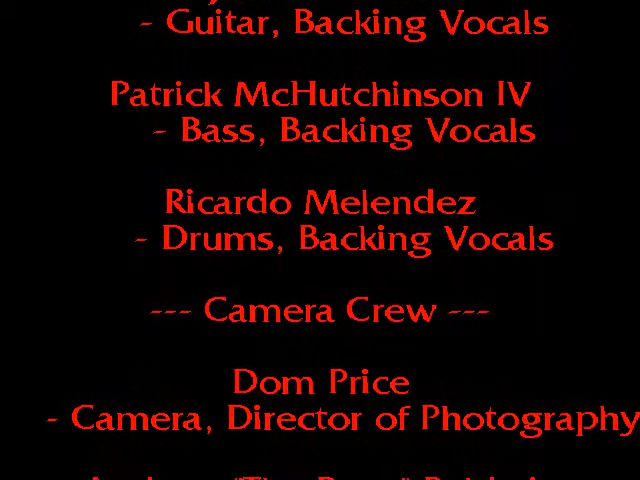 - Guitar, Backing Vocals
Patrick McHutchinson IV
- Bass, Backing Vocals
Ricardo Melendez
- Drums, Backing Vocals
--- Camera Crew ---
Dom Price
- Camera, Director of Photography